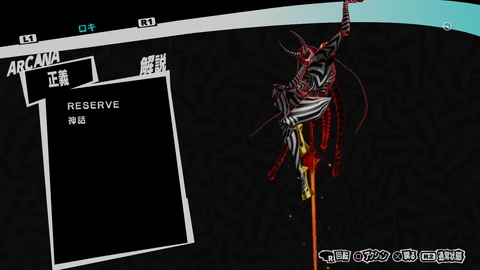 L1 ロキ R1
ARCANA
正義 解説
RESERVE
神話
R 回転 アクション 戻る R2 通常状態